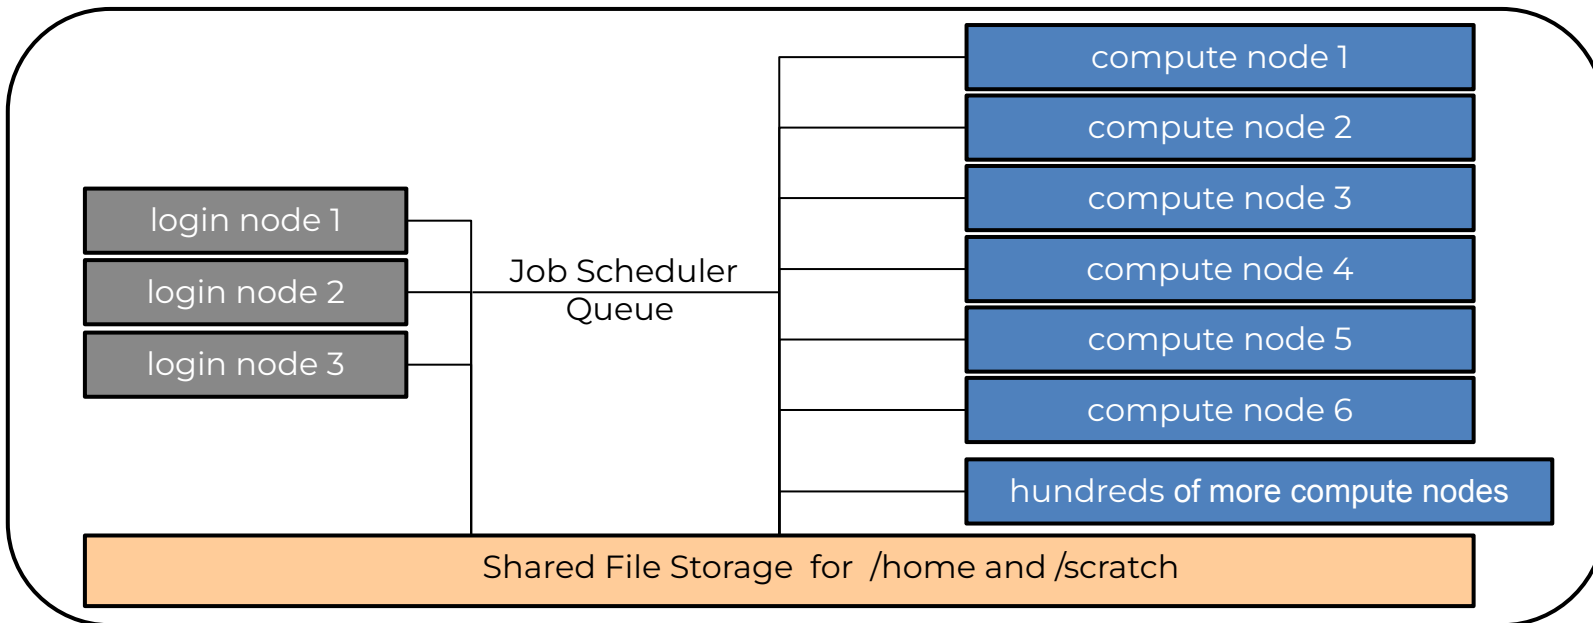 login node 1
login node 2
login node 3
Job Scheduler
Queue
compute node 1
compute node 2
compute node 3
compute node 4
compute node 5
compute node 6
hundreds of more compute nodes
Shared File Storage for /home and /scratch